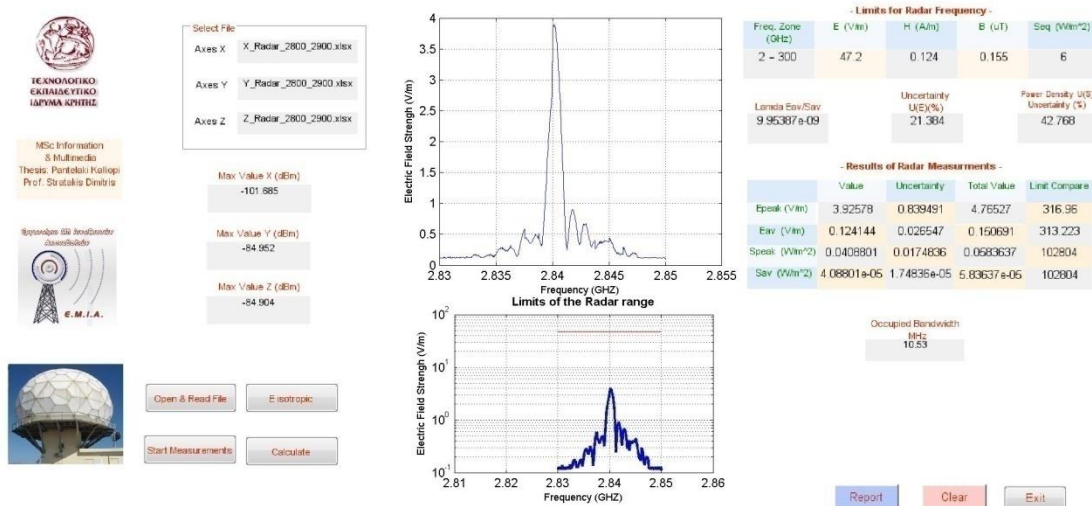 ΤΕΧΝΟΛΟΓΙΚΟ
ΕΚΠΑΙΔΕΥΤΙΚΟ
ΙΔΡΥΜΑ ΚΡΗΤΗΣ
MSc Information
& Multimedia
Thesis: Pantelaki Kalliopi
Prof. Stratakis Dimitris
E.M.I.A.
Select File
Axes X X_Radar_2800_2900.xlsx
Axes Y Y_Radar_2800_2900.xlsx
Axes Z Z_Radar_2800_2900.xlsx
Max Value X (dBm)
-101.685
Max Value Y (dBm)
-84.952
Max Value Z (dBm)
-84.904
Open & Read File E isotropic
Start Measurements Calculate
Electric Field Strengh (V/m)
4
3.5
3
2.5
2
1.5
1
0.5
0
2.83 2.835 2.84 2.845 2.85 2.855
Frequency (GHZ)
Limits of the Radar range
Electric Field Strengh (V/m)
10^2
10^1
10^0
10^-1
2.81 2.82 2.83 2.84 2.85 2.86
Frequency (GHZ)
- Limits for Radar Frequency -
Freq. Zone (GHz) E (V/m) H (A/m) B (uT) Seq (W/m^2)
2 – 300 47.2 0.124 0.155 6
Lamda Eav/Sav
9.95387e-09
Uncertainty
U(E)(%)
21.384
Power Density U(S)
Uncertainty (%)
42.768
- Results of Radar Measurments -
Value Uncertainty Total Value Limit Compare
Epeak (V/m) 3.92578 0.839491 4.76527 316.96
Eav (V/m) 0.124144 0.026547 0.150691 313.223
Speak (W/m^2) 0.0408801 0.0174836 0.0583637 102804
Sav (W/m^2) 4.08801e-05 1.74836e-05 5.83637e-05 102804
Occupied Bandwidth
MHz
10.53
Report Clear Exit